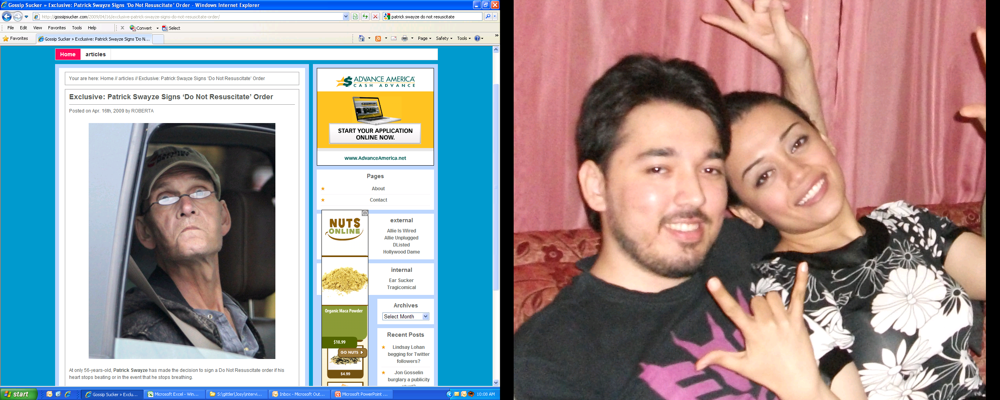 Gossip Sucker » Exclusive: Patrick Swayze Signs ‘Do Not Resuscitate’ Order - Windows Internet Explorer
http://gossipsucker.com/2009/04/16/exclusive-patrick-swayze-signs-do-not-resuscitate-order/
patrick swayze do not resuscitate
File Edit View Favorites Tools Help
Convert Select
Favorites
Gossip Sucker » Exclusive: Patrick Swayze Signs 'Do N...
Page Safety Tools
Home articles
Your are here: Home // articles // Exclusive: Patrick Swayze Signs ‘Do Not Resuscitate’ Order
Exclusive: Patrick Swayze Signs ‘Do Not Resuscitate’ Order
Posted on Apr. 16th, 2009 by ROBERTA
At only 56-years-old, Patrick Swayze has made the decision to sign a Do Not Resuscitate order if his
heart stops beating or in the event that he stops breathing.
ADVANCE AMERICA
CASH ADVANCE
START YOUR APPLICATION
ONLINE NOW.
www.AdvanceAmerica.net
Pages
About
Contact
NUTS
ONLINE
Organic Maca Powder
$10.99
GO NUTS
$4.99
external
Allie Is Wired
Allie Unplugged
DListed
Hollywood Dame
internal
Ear Sucker
Tragicomical
Archives
Select Month
Recent Posts
Lindsay Lohan
begging for Twitter
followers?
Jon Gosselin
burglary a publicity
start
Gossip Sucker » Exclu...
Microsoft Excel - Win...
S:\gittler\Josy\intervi...
Inbox - Microsoft Out...
Microsoft PowerPoint ...
10:08 AM